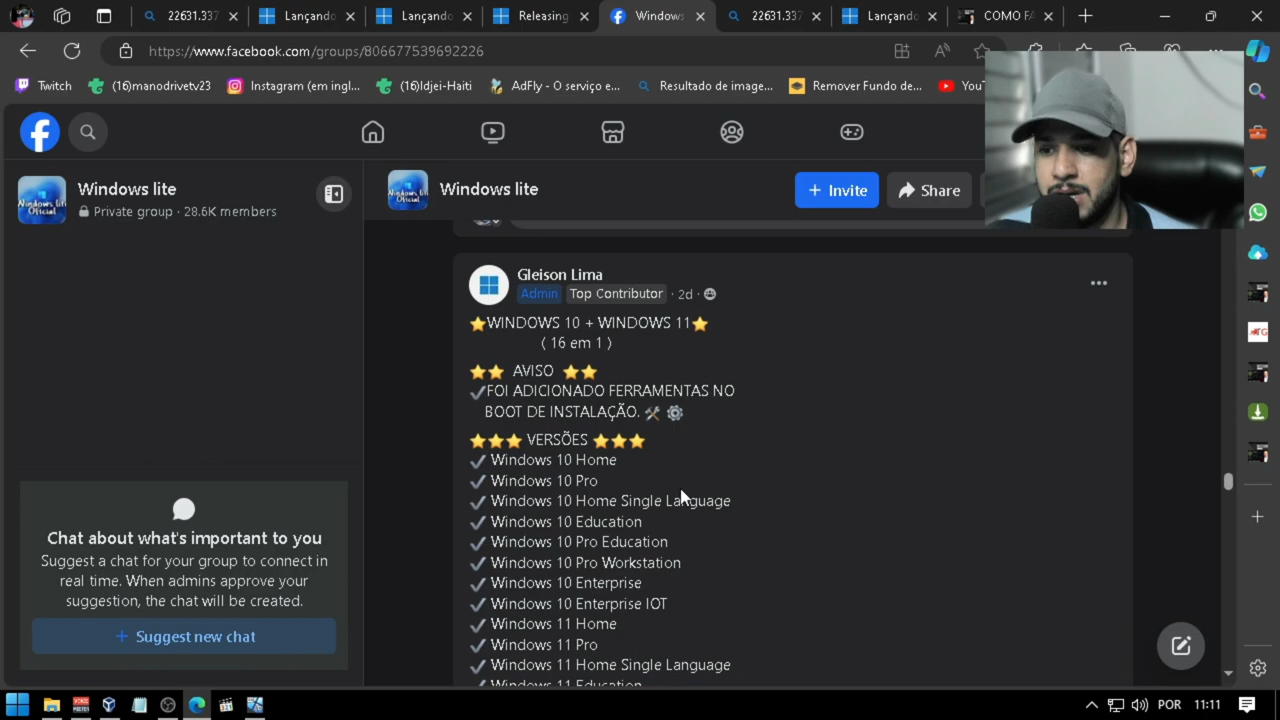 22631.337
Lançando
Lançando
Releasing
Windows
22631.337
Lançando
COMO FA
https://www.facebook.com/groups/806677539692226
Twitch
(16)manodrivetv23
Instagram (em ingl...
(16)ldjei-Haiti
AdFly - O serviço e...
Resultado de image...
Remover Fundo de...
YouT
Windows lite
Private group · 28.6K members
Windows lite
+ Invite
Share
Gleison Lima
Admin Top Contributor · 2d ·
WINDOWS 10 + WINDOWS 11
( 16 em 1 )
AVISO
FOI ADICIONADO FERRAMENTAS NO
BOOT DE INSTALAÇÃO.
VERSÕES
Windows 10 Home
Windows 10 Pro
Windows 10 Home Single Language
Windows 10 Education
Windows 10 Pro Education
Windows 10 Pro Workstation
Windows 10 Enterprise
Windows 10 Enterprise IOT
Windows 11 Home
Windows 11 Pro
Windows 11 Home Single Language
Windows 11 Education
Chat about what's important to you
Suggest a chat for your group to connect in
real time. When admins approve your
suggestion, the chat will be created.
+ Suggest new chat
POR
11:11